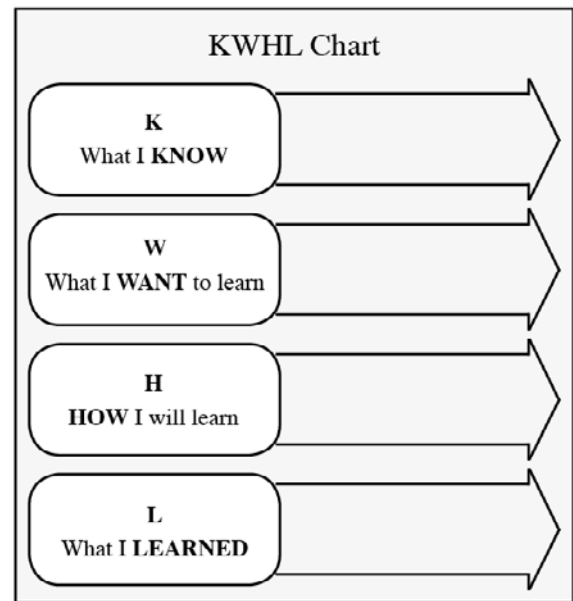 KWHL Chart
K
What I KNOW
W
What I WANT to learn
H
HOW I will learn
L
What I LEARNED